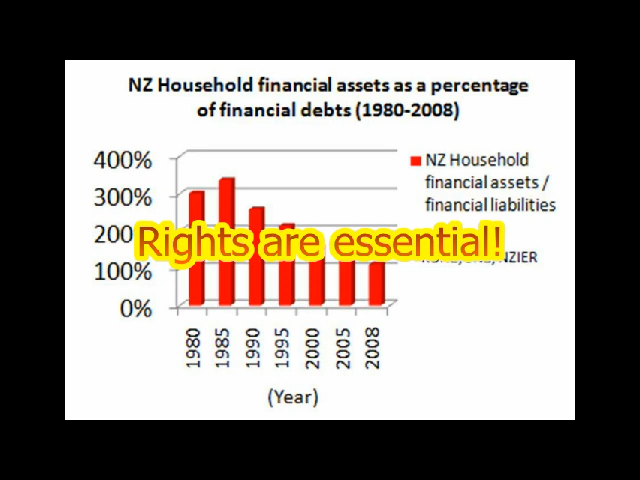 NZ Household financial assets as a percentage
of financial debts (1980-2008)
400%
300%
200%
100%
0%
NZ Household
financial assets /
financial liabilities
Rights are essential!
NZIER
1980
1985
1990
1995
2000
2005
2008
(Year)